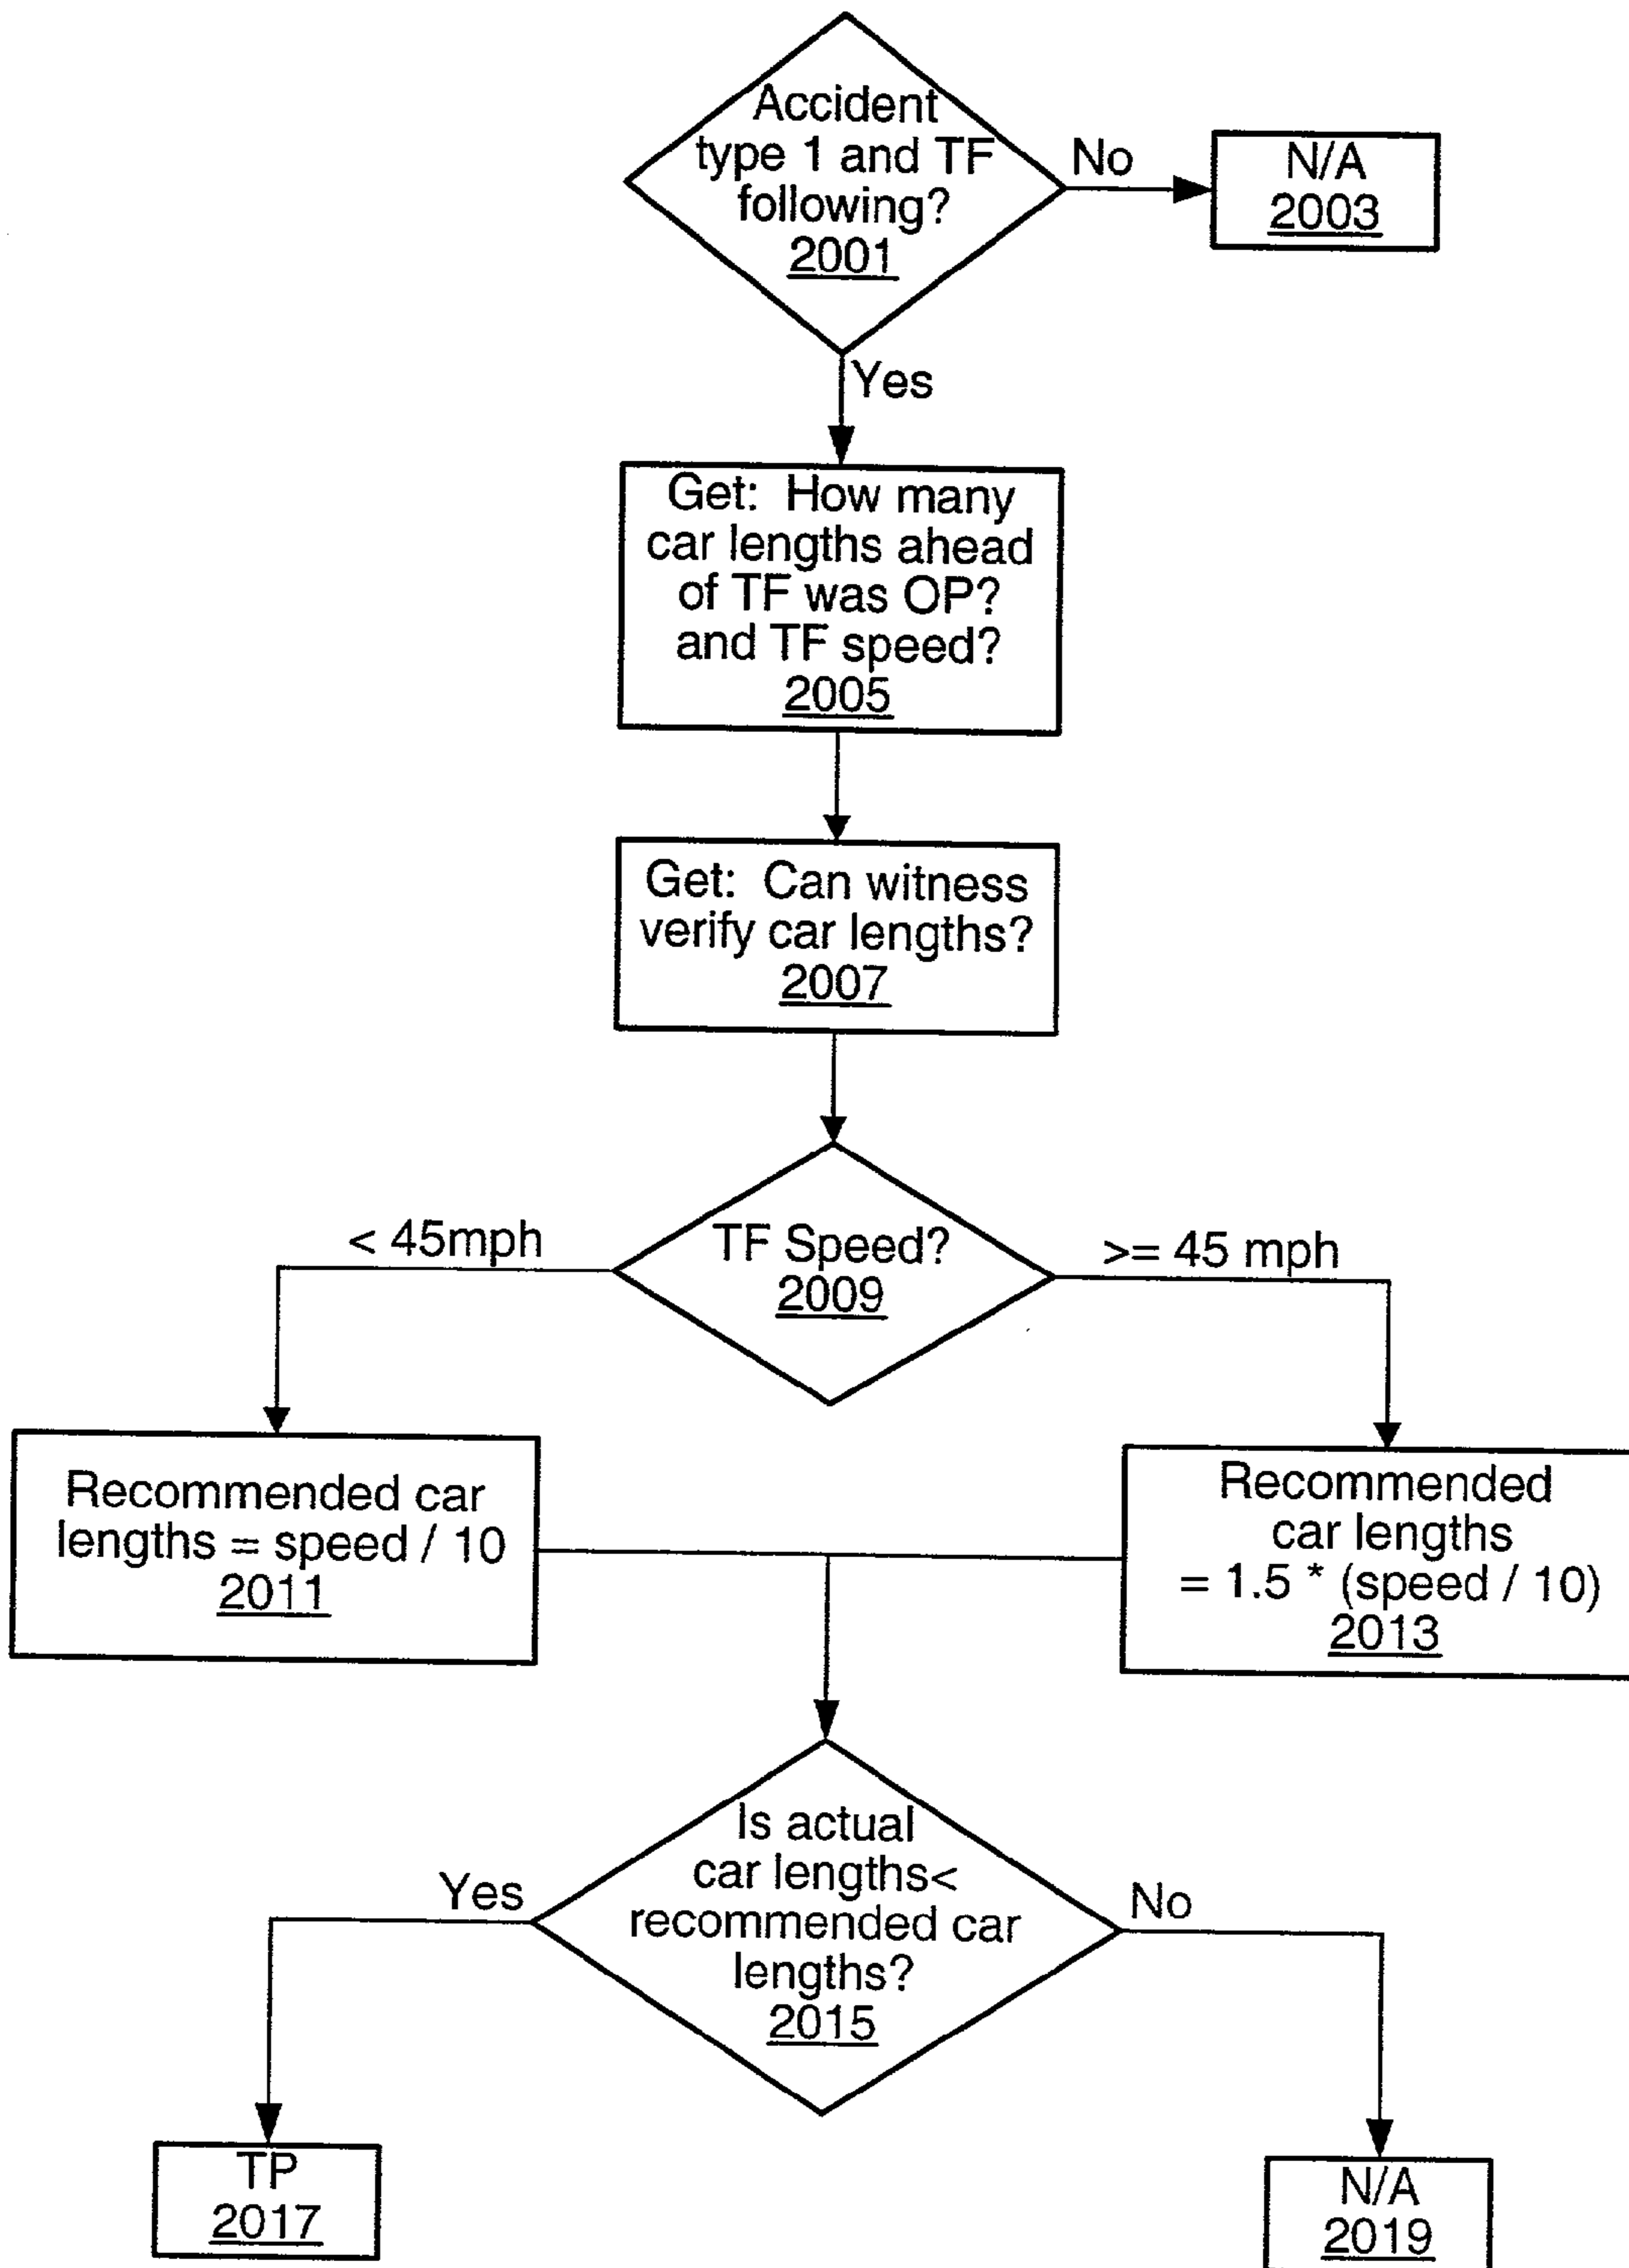 Accident
type 1 and TF
following?
2001
No
N/A
2003
Yes
Get: How many
car lengths ahead
of TF was OP?
and TF speed?
2005
Get: Can witness
verify car lengths?
2007
< 45mph
TF Speed?
2009
>= 45 mph
Recommended car
lengths = speed / 10
2011
Recommended
car lengths
= 1.5 * (speed / 10)
2013
Is actual
car lengths<
recommended car
lengths?
2015
Yes
No
TP
2017
N/A
2019